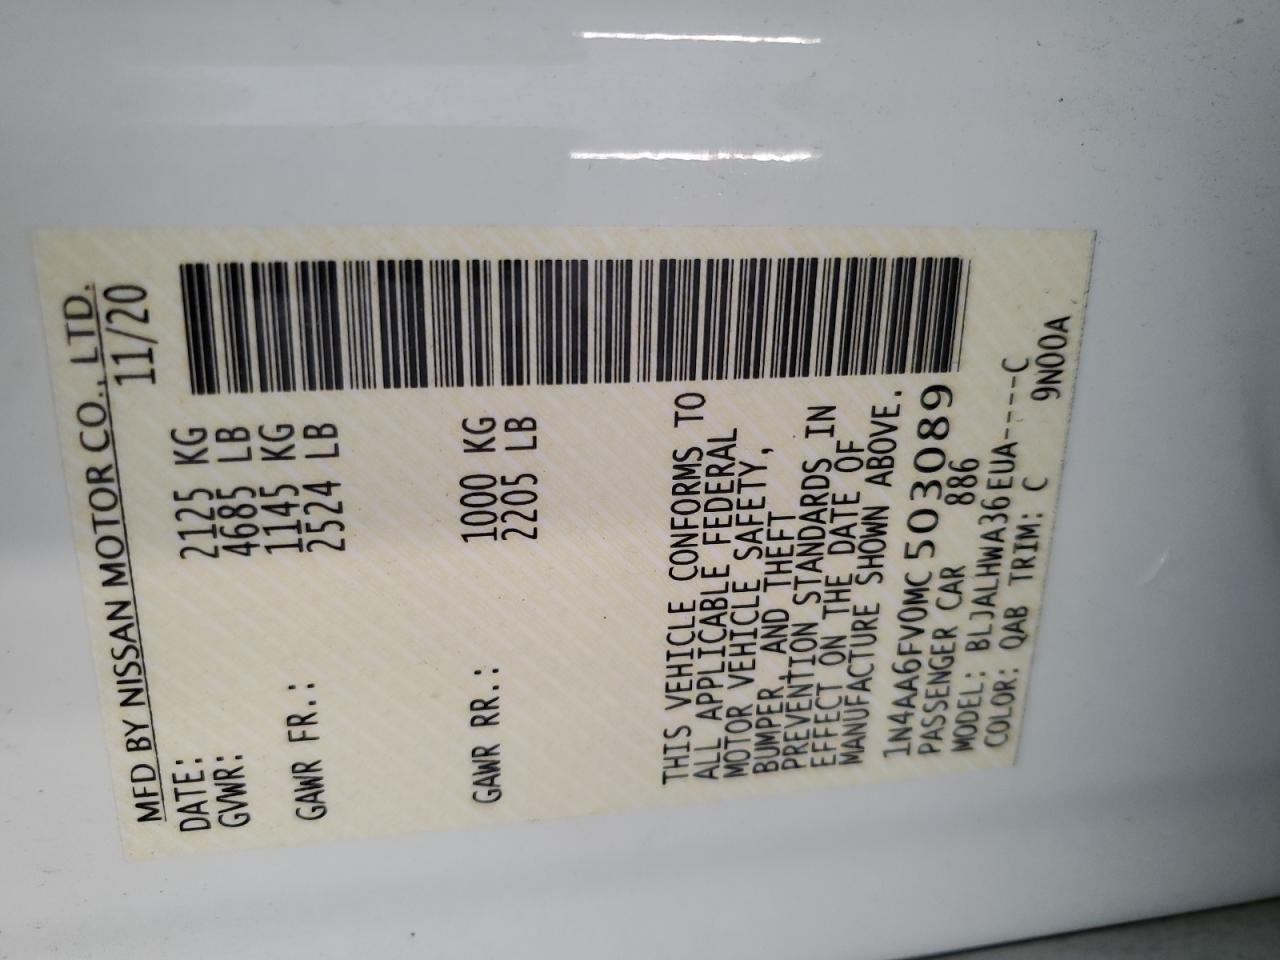 MFD BY NISSAN MOTOR CO., LTD.
DATE: 11/20
GVWR: 2125 KG
4685 LB
GAWR FR.: 1145 KG
2524 LB
GAWR RR.: 1000 KG
2205 LB
THIS VEHICLE CONFORMS TO
ALL APPLICABLE FEDERAL
MOTOR VEHICLE SAFETY,
BUMPER, AND THEFT
PREVENTION STANDARDS IN
EFFECT ON THE DATE OF
MANUFACTURE SHOWN ABOVE.
1N4AA6FV0MC503089
PASSENGER CAR 886
MODEL: BLJALHWA36EUA----C
COLOR: QAB TRIM: C 9N00A